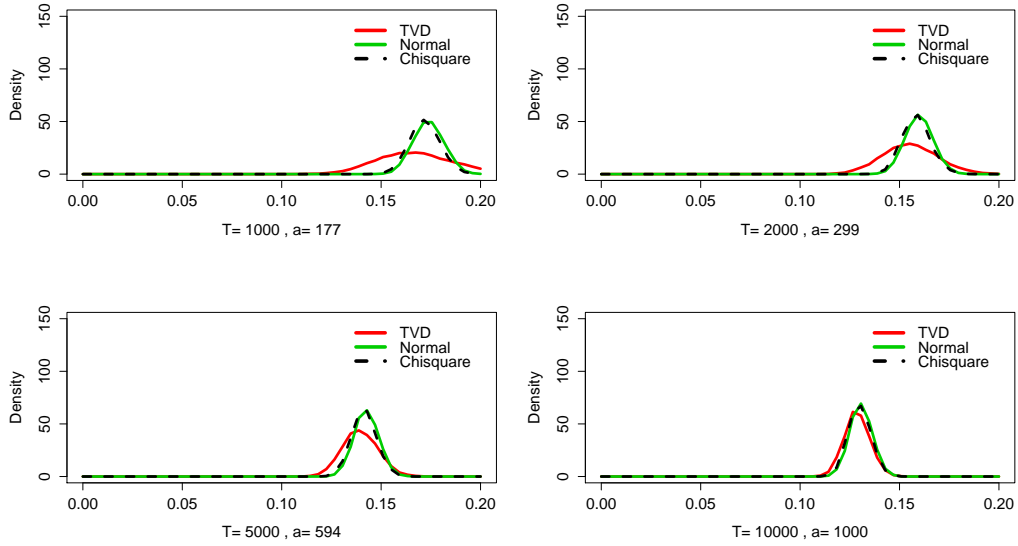 TVD
Normal
Chisquare
Density
0 50 100 150
0.00 0.05 0.10 0.15 0.20
T= 1000 , a= 177
TVD
Normal
Chisquare
Density
0 50 100 150
0.00 0.05 0.10 0.15 0.20
T= 2000 , a= 299
TVD
Normal
Chisquare
Density
0 50 100 150
0.00 0.05 0.10 0.15 0.20
T= 5000 , a= 594
TVD
Normal
Chisquare
Density
0 50 100 150
0.00 0.05 0.10 0.15 0.20
T= 10000 , a= 1000